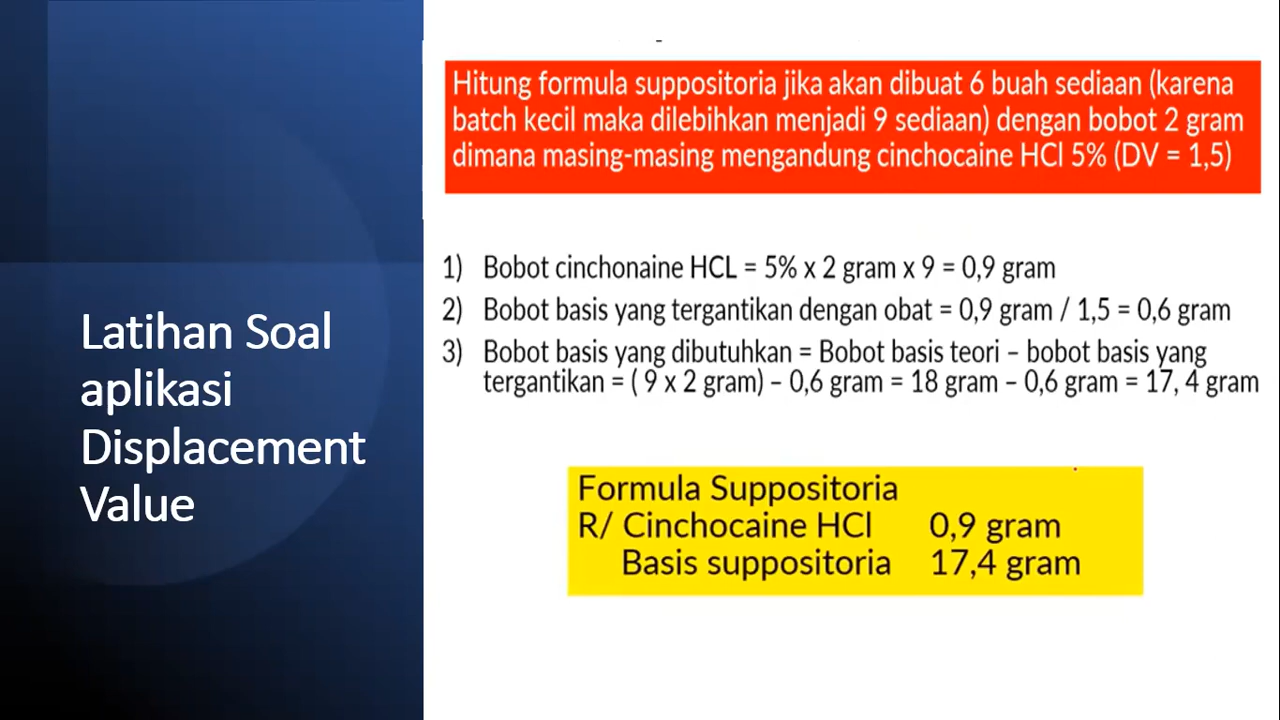 Latihan Soal
aplikasi
Displacement
Value
Hitung formula suppositoria jika akan dibuat 6 buah sediaan (karena
batch kecil maka dilebihkan menjadi 9 sediaan) dengan bobot 2 gram
dimana masing-masing mengandung cinchocaine HCl 5% (DV = 1,5)
1) Bobot cinchonaine HCL = 5% x 2 gram x 9 = 0,9 gram
2) Bobot basis yang tergantikan dengan obat = 0,9 gram / 1,5 = 0,6 gram
3) Bobot basis yang dibutuhkan = Bobot basis teori – bobot basis yang
tergantikan = ( 9 x 2 gram) – 0,6 gram = 18 gram – 0,6 gram = 17, 4 gram
Formula Suppositoria
R/ Cinchocaine HCl 0,9 gram
Basis suppositoria 17,4 gram